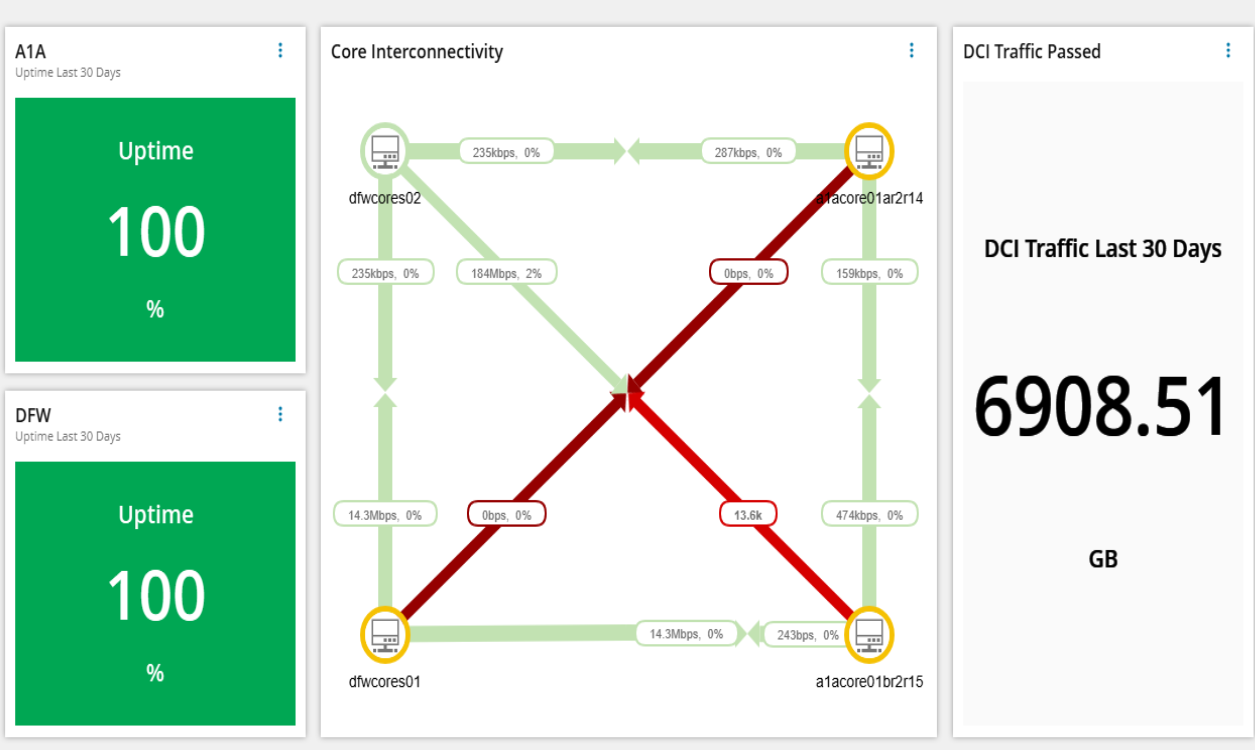 A1A
Uptime Last 30 Days
Uptime
100
%
DFW
Uptime Last 30 Days
Uptime
100
%
Core Interconnectivity
235kbps, 0%
287kbps, 0%
dfwcores02
a1acore01ar2r14
235kbps, 0%
184Mbps, 2%
0bps, 0%
159kbps, 0%
14.3Mbps, 0%
0bps, 0%
13.6k
474kbps, 0%
14.3Mbps, 0%
243bps, 0%
dfwcores01
a1acore01br2r15
DCI Traffic Passed
DCI Traffic Last 30 Days
6908.51
GB